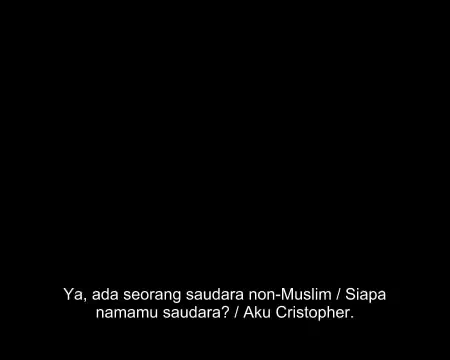 Ya, ada seorang saudara non-Muslim / Siapa
namamu saudara? / Aku Cristopher.